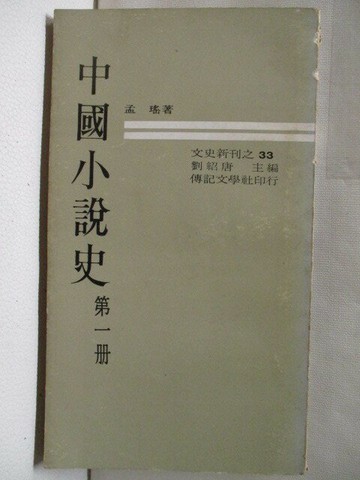 中國小說史 第一册
孟 瑤著
文史新刊之 33
劉紹唐 主編
傳記文學社印行